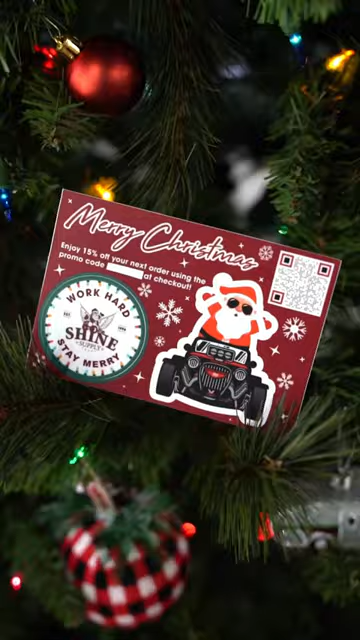 Merry Christmas
Enjoy 15% off your next order using the
promo code at checkout!
WORK HARD
SHINE
SUPPLY
STAY MERRY